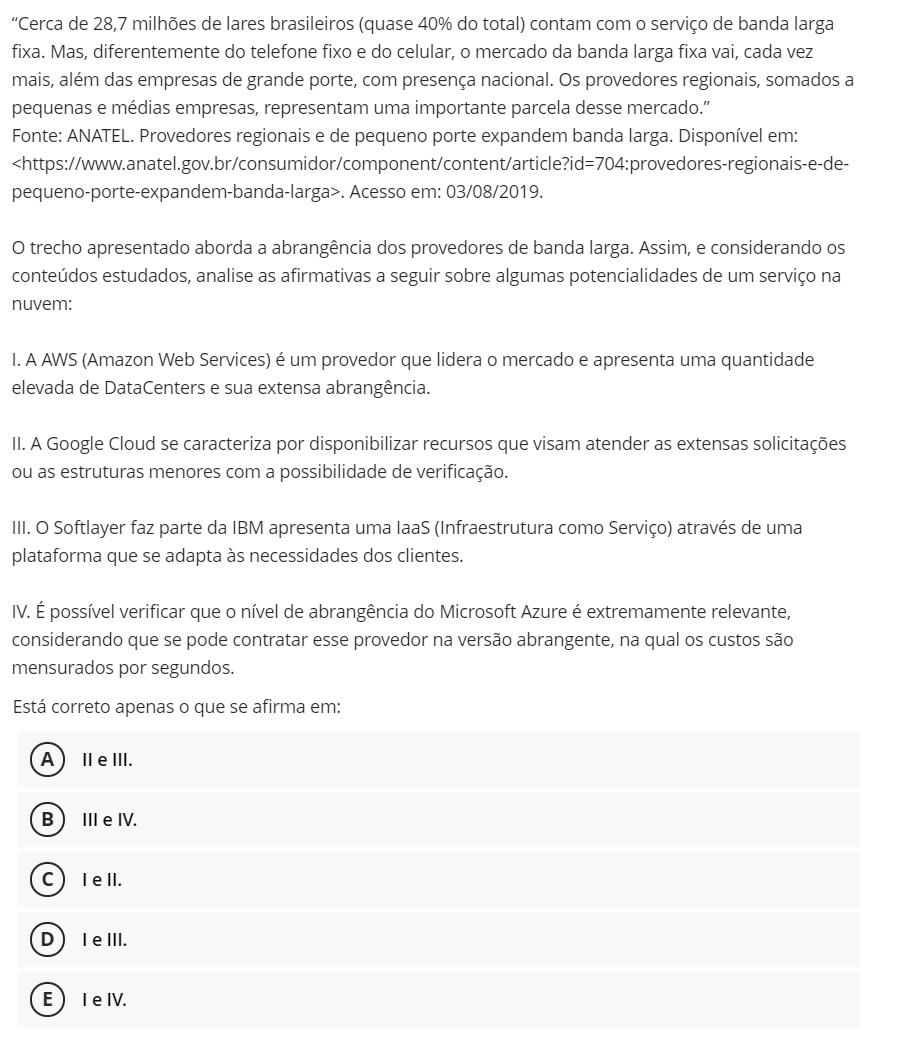 “Cerca de 28,7 milhões de lares brasileiros (quase 40% do total) contam com o serviço de banda larga
fixa. Mas, diferentemente do telefone fixo e do celular, o mercado da banda larga fixa vai, cada vez
mais, além das empresas de grande porte, com presença nacional. Os provedores regionais, somados a
pequenas e médias empresas, representam uma importante parcela desse mercado.”
Fonte: ANATEL. Provedores regionais e de pequeno porte expandem banda larga. Disponível em:
<https://www.anatel.gov.br/consumidor/component/content/article?id=704:provedores-regionais-e-de-
pequeno-porte-expandem-banda-larga>. Acesso em: 03/08/2019.
O trecho apresentado aborda a abrangência dos provedores de banda larga. Assim, e considerando os
conteúdos estudados, analise as afirmativas a seguir sobre algumas potencialidades de um serviço na
nuvem:
I. A AWS (Amazon Web Services) é um provedor que lidera o mercado e apresenta uma quantidade
elevada de DataCenters e sua extensa abrangência.
II. A Google Cloud se caracteriza por disponibilizar recursos que visam atender as extensas solicitações
ou as estruturas menores com a possibilidade de verificação.
III. O Softlayer faz parte da IBM apresenta uma IaaS (Infraestrutura como Serviço) através de uma
plataforma que se adapta às necessidades dos clientes.
IV. É possível verificar que o nível de abrangência do Microsoft Azure é extremamente relevante,
considerando que se pode contratar esse provedor na versão abrangente, na qual os custos são
mensurados por segundos.
Está correto apenas o que se afirma em:
A II e III.
B III e IV.
C I e II.
D I e III.
E I e IV.